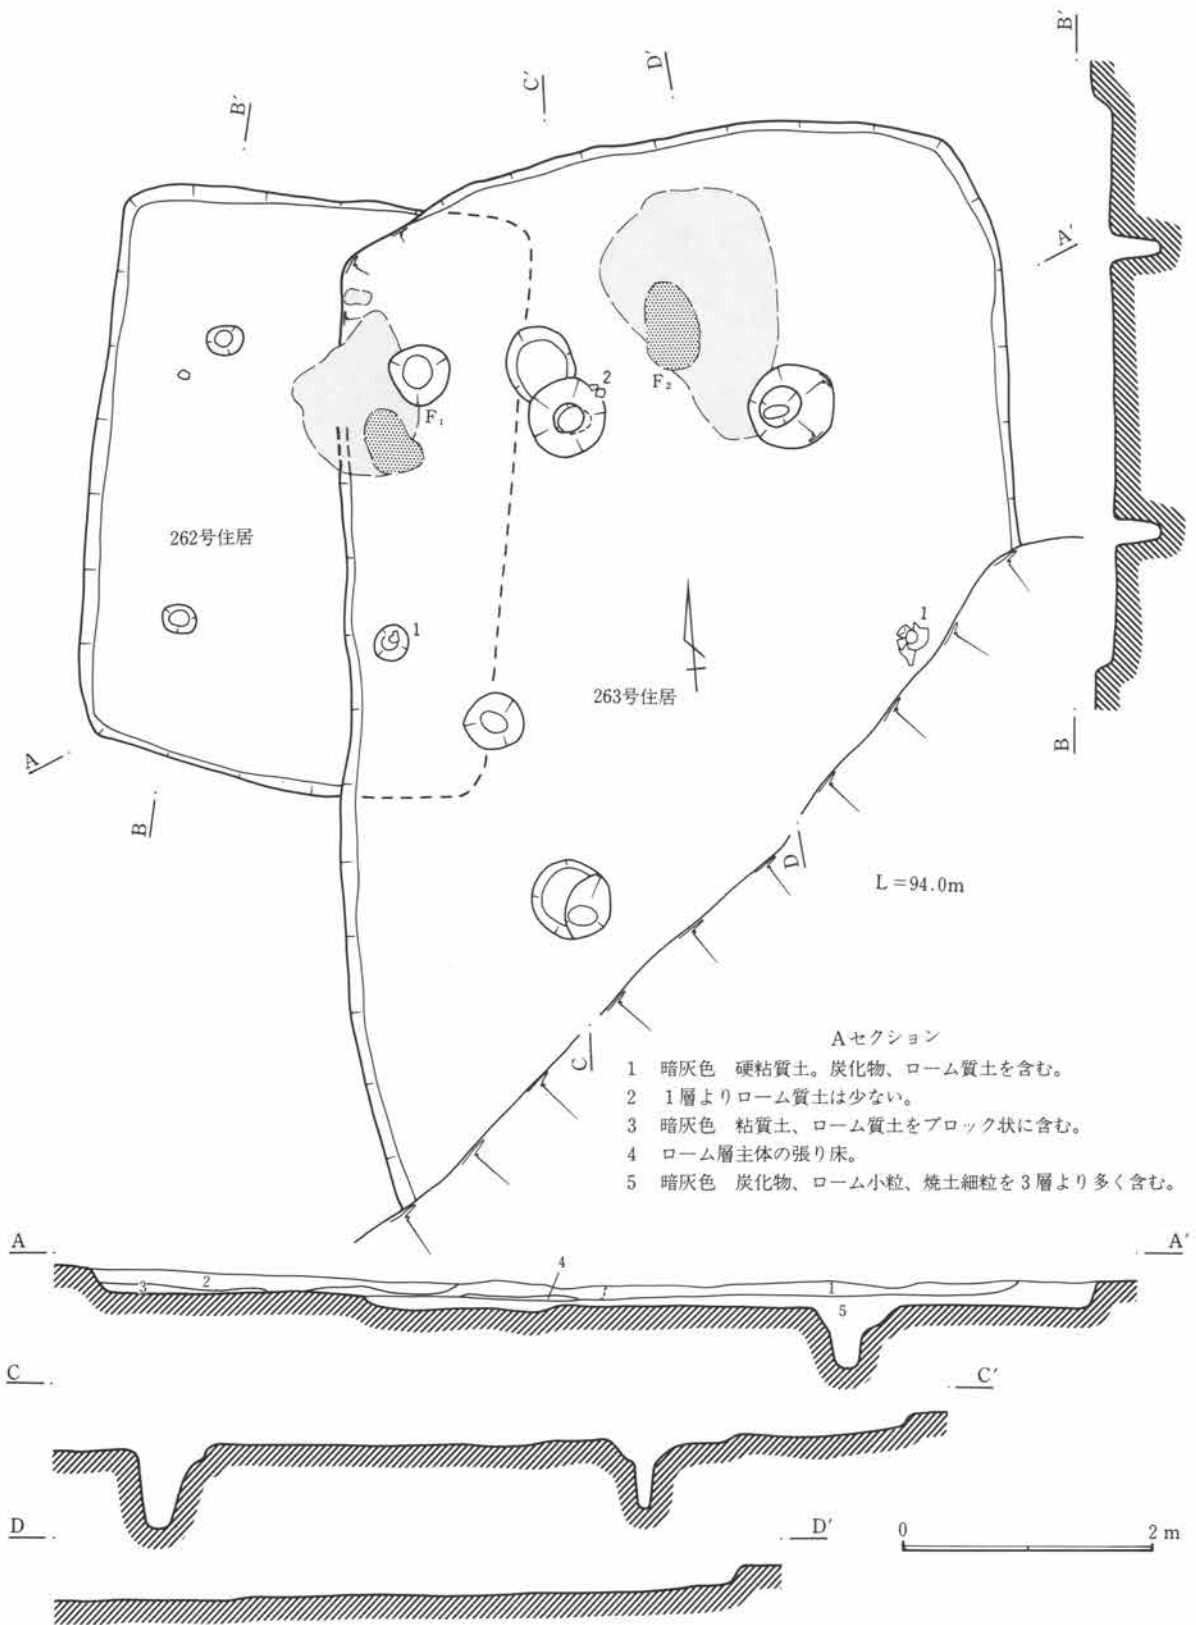 B′
C′
D′
B′
A′
2
F₂
F₁
262号住居
1
1
263号住居
A
B
B
D
L＝94.0m
C
Aセクション
1 暗灰色 硬粘質土。炭化物、ローム質土を含む。
2 1層よりローム質土は少ない。
3 暗灰色 粘質土、ローム質土をブロック状に含む。
4 ローム層主体の張り床。
5 暗灰色 炭化物、ローム小粒、焼土細粒を3層より多く含む。
A A′
4
3 2 1
5
C C′
D D′
0 2 m